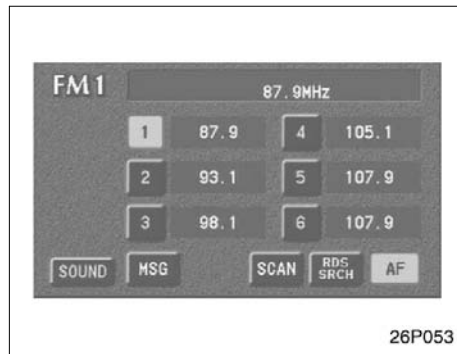 FM1
87.9MHz
1 87.9 4 105.1
2 93.1 5 107.9
3 98.1 6 107.9
SOUND MSG SCAN RDS SRCH AF
26P053